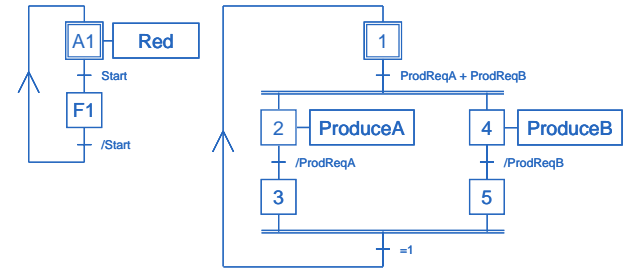 A1
Red
Start
F1
/Start
1
ProdReqA + ProdReqB
2
ProduceA
4
ProduceB
/ProdReqA
/ProdReqB
3
5
=1